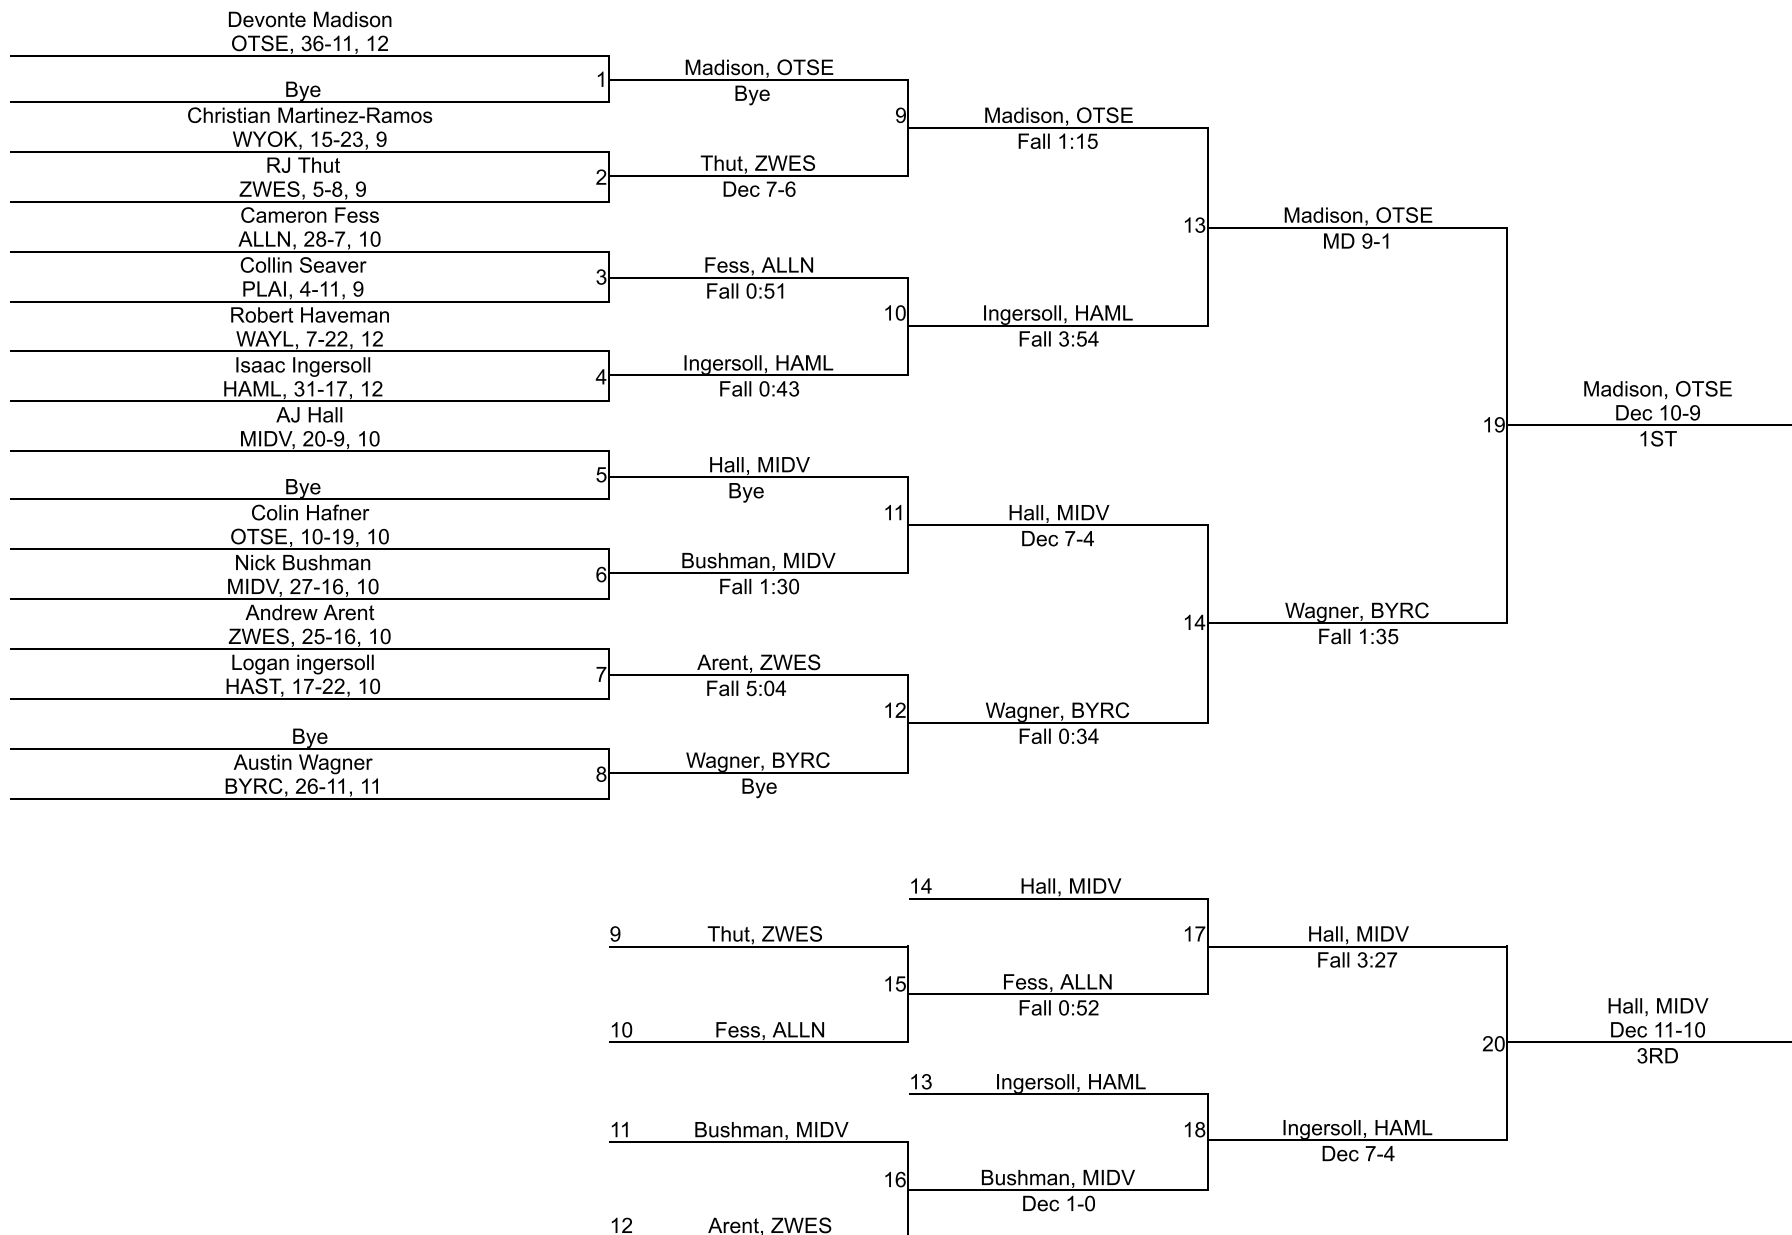 Devonte Madison
OTSE, 36-11, 12
Bye
Christian Martinez-Ramos
WYOK, 15-23, 9
RJ Thut
ZWES, 5-8, 9
Cameron Fess
ALLN, 28-7, 10
Collin Seaver
PLAI, 4-11, 9
Robert Haveman
WAYL, 7-22, 12
Isaac Ingersoll
HAML, 31-17, 12
AJ Hall
MIDV, 20-9, 10
Bye
Colin Hafner
OTSE, 10-19, 10
Nick Bushman
MIDV, 27-16, 10
Andrew Arent
ZWES, 25-16, 10
Logan ingersoll
HAST, 17-22, 10
Bye
Austin Wagner
BYRC, 26-11, 11
1
Madison, OTSE
Bye
2
Thut, ZWES
Dec 7-6
3
Fess, ALLN
Fall 0:51
4
Ingersoll, HAML
Fall 0:43
5
Hall, MIDV
Bye
6
Bushman, MIDV
Fall 1:30
7
Arent, ZWES
Fall 5:04
8
Wagner, BYRC
Bye
9
Madison, OTSE
Fall 1:15
10
Ingersoll, HAML
Fall 3:54
11
Hall, MIDV
Dec 7-4
12
Wagner, BYRC
Fall 0:34
13
Madison, OTSE
MD 9-1
14
Wagner, BYRC
Fall 1:35
19
Madison, OTSE
Dec 10-9
1ST
9
Thut, ZWES
10
Fess, ALLN
11
Bushman, MIDV
12
Arent, ZWES
14
Hall, MIDV
15
Fess, ALLN
Fall 0:52
13
Ingersoll, HAML
16
Bushman, MIDV
Dec 1-0
17
Hall, MIDV
Fall 3:27
18
Ingersoll, HAML
Dec 7-4
20
Hall, MIDV
Dec 11-10
3RD